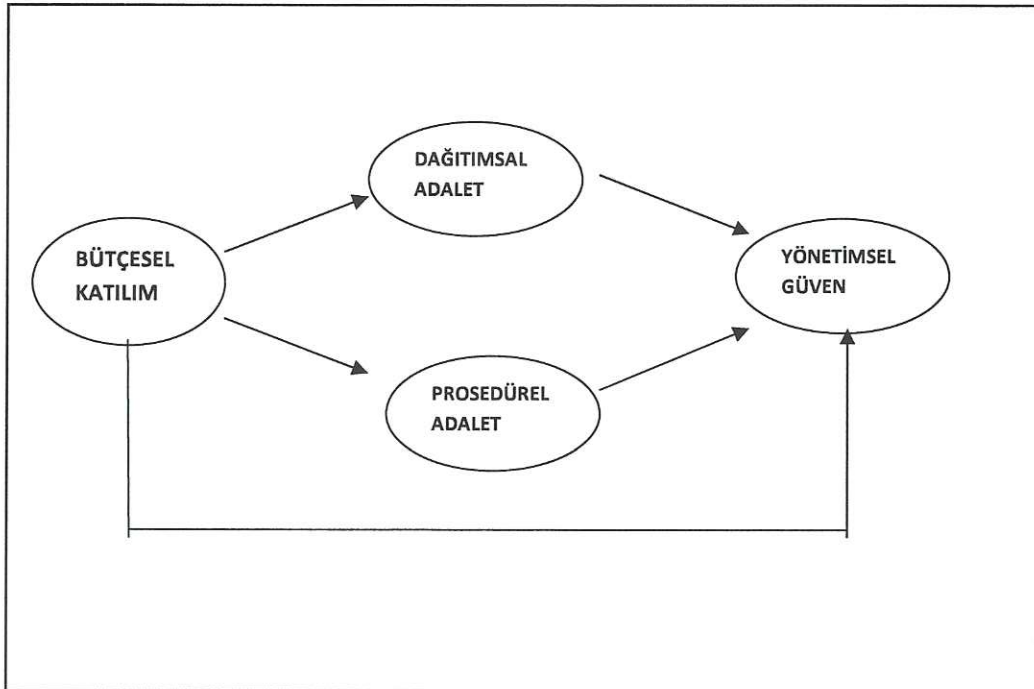 DAĞITIMSAL
ADALET
BÜTÇESEL
KATILIM
YÖNETİMSEL
GÜVEN
PROSEDÜREL
ADALET